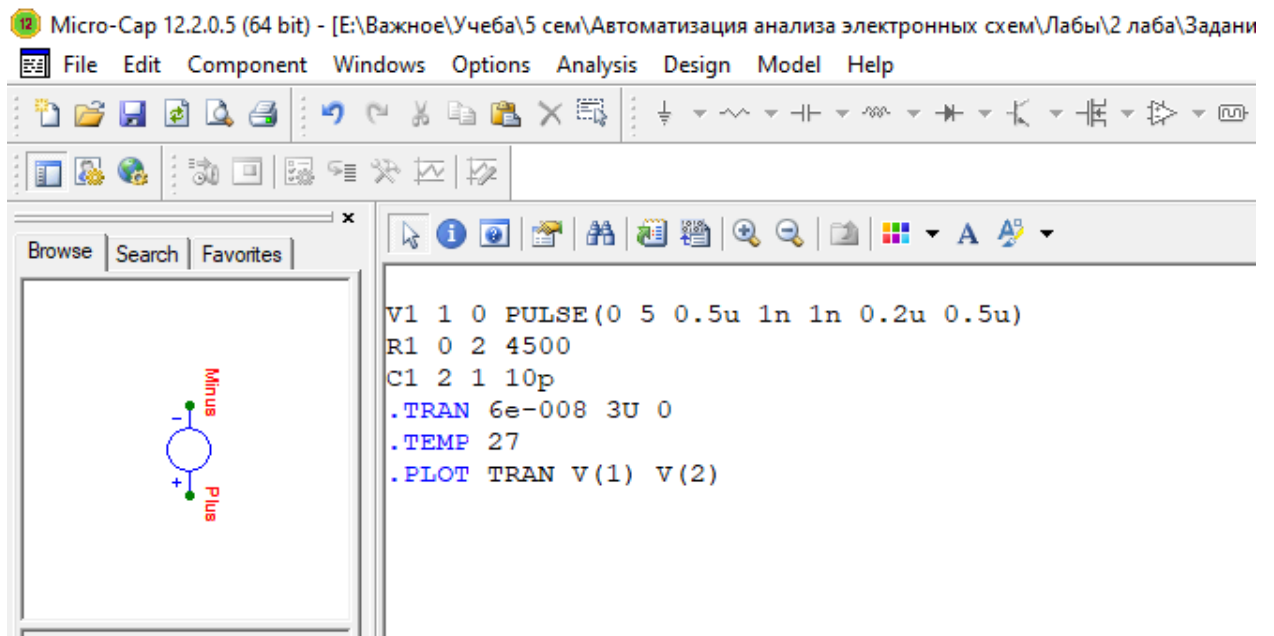 12 Micro-Cap 12.2.0.5 (64 bit) - [E:\Важное\Учеба\5 сем\Автоматизация анализа электронных схем\Лабы\2 лаба\Задани
File Edit Component Windows Options Analysis Design Model Help
Browse Search Favorites
V1 1 0 PULSE(0 5 0.5u 1n 1n 0.2u 0.5u)
R1 0 2 4500
C1 2 1 10p
.TRAN 6e-008 3U 0
.TEMP 27
.PLOT TRAN V(1) V(2)
Minus
Plus